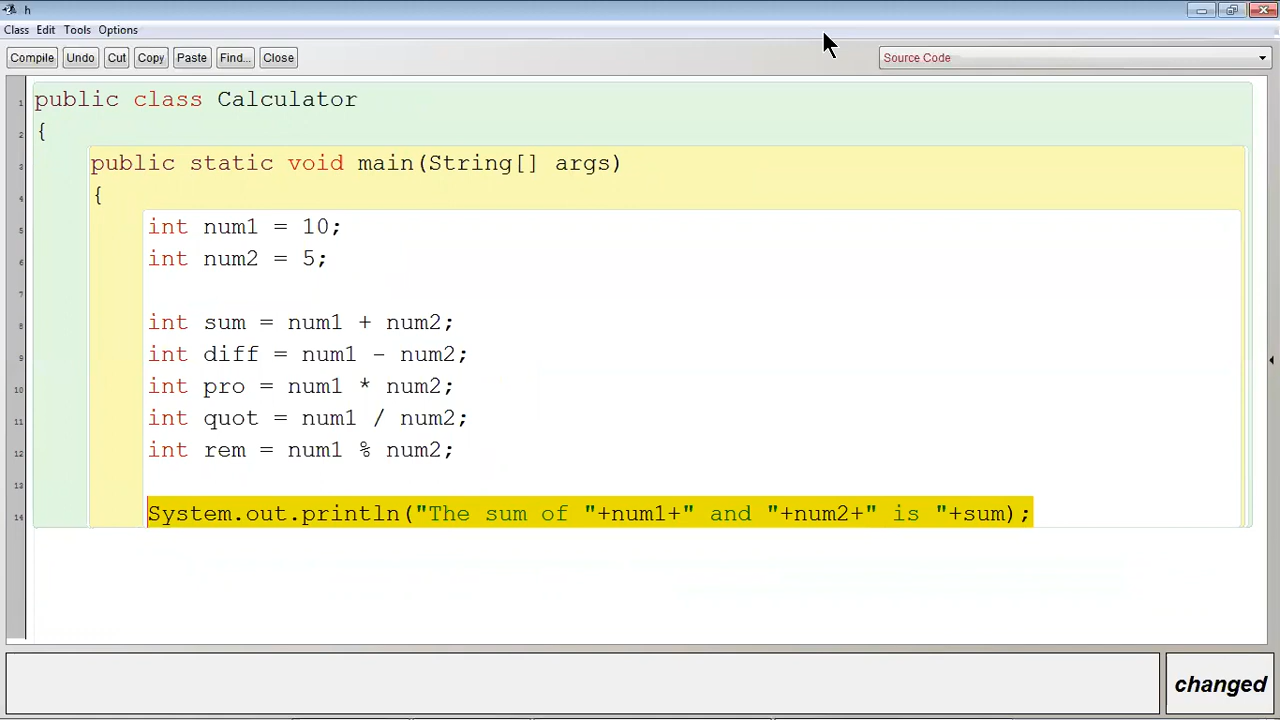 h
Class Edit Tools Options
Compile Undo Cut Copy Paste Find... Close Source Code
1 public class Calculator
2 {
3 public static void main(String[] args)
4 {
5 int num1 = 10;
6 int num2 = 5;
7
8 int sum = num1 + num2;
9 int diff = num1 - num2;
10 int pro = num1 * num2;
11 int quot = num1 / num2;
12 int rem = num1 % num2;
13
14 System.out.println("The sum of "+num1+" and "+num2+" is "+sum);
changed